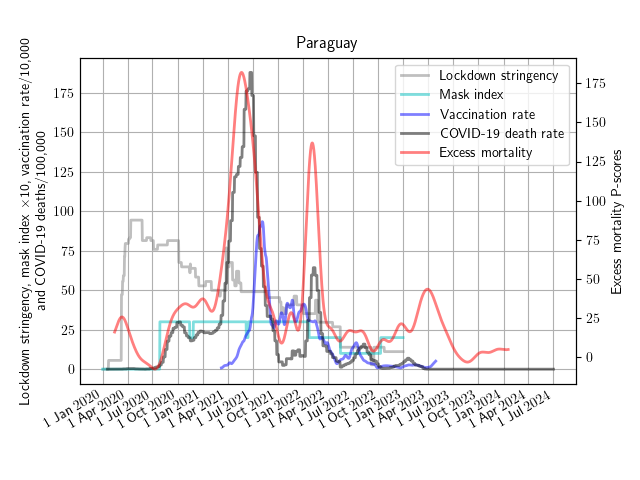 Paraguay
Lockdown stringency, mask index ×10, vaccination rate/10,000
and COVID-19 deaths/100,000
175
150
125
100
75
50
25
0
Lockdown stringency
Mask index
Vaccination rate
COVID-19 death rate
Excess mortality
175
150
125
100
75
50
25
0
Excess mortality P-scores
1 Jan 2020
1 Apr 2020
1 Jul 2020
1 Oct 2020
1 Jan 2021
1 Apr 2021
1 Jul 2021
1 Oct 2021
1 Jan 2022
1 Apr 2022
1 Jul 2022
1 Oct 2022
1 Jan 2023
1 Apr 2023
1 Jul 2023
1 Oct 2023
1 Jan 2024
1 Apr 2024
1 Jul 2024